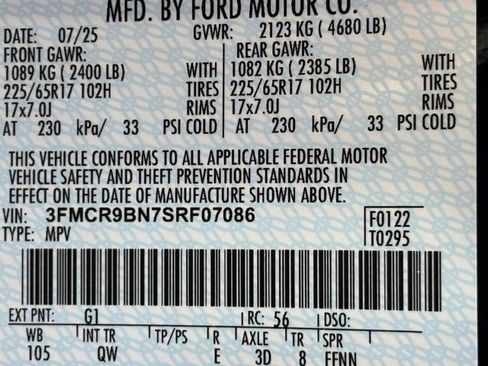 MFD. BY FORD MOTOR CO.
DATE: 07/25 GVWR: 2123 KG ( 4680 LB)
FRONT GAWR: REAR GAWR:
1089 KG ( 2400 LB) WITH 1082 KG ( 2385 LB) WITH
225/65R17 102H TIRES 225/65R17 102H TIRES
17x7.0J RIMS 17x7.0J RIMS
AT 230 kPa/ 33 PSI COLD AT 230 kPa/ 33 PSI COLD
THIS VEHICLE CONFORMS TO ALL APPLICABLE FEDERAL MOTOR
VEHICLE SAFETY AND THEFT PREVENTION STANDARDS IN
EFFECT ON THE DATE OF MANUFACTURE SHOWN ABOVE.
VIN: 3FMCR9BN7SRF07086 F0122
TYPE: MPV T0295
EXT PNT: G1 RC: 56 DSO:
WB INT TR TP/PS R AXLE TR SPR
105 QW E 3D 8 FFNN